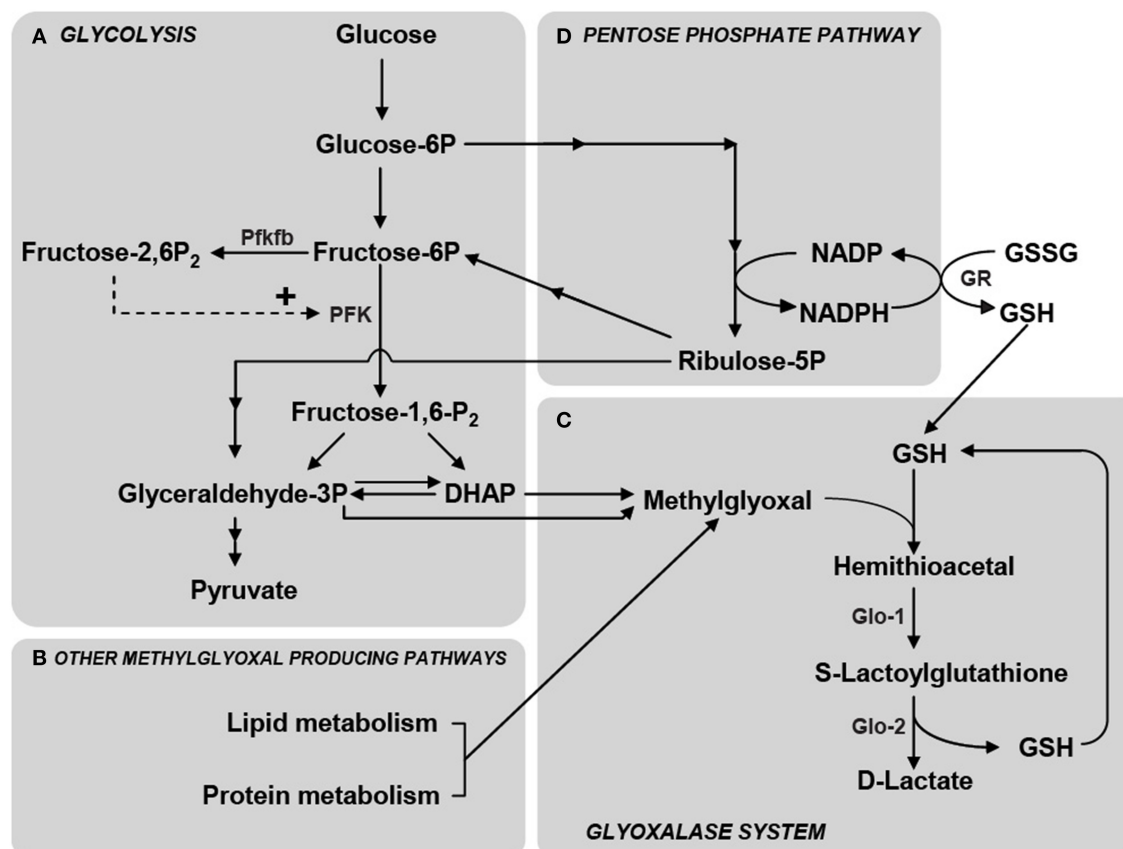 A GLYCOLYSIS
Glucose
Glucose-6P
Fructose-2,6P2
Pfkfb
Fructose-6P
+
PFK
Fructose-1,6-P2
Glyceraldehyde-3P
DHAP
Pyruvate
D PENTOSE PHOSPHATE PATHWAY
NADP
GSSG
GR
NADPH
GSH
Ribulose-5P
B OTHER METHYLGLYOXAL PRODUCING PATHWAYS
Lipid metabolism
Protein metabolism
C
GSH
Methylglyoxal
Hemithioacetal
Glo-1
S-Lactoylglutathione
Glo-2
GSH
D-Lactate
GLYOXALASE SYSTEM